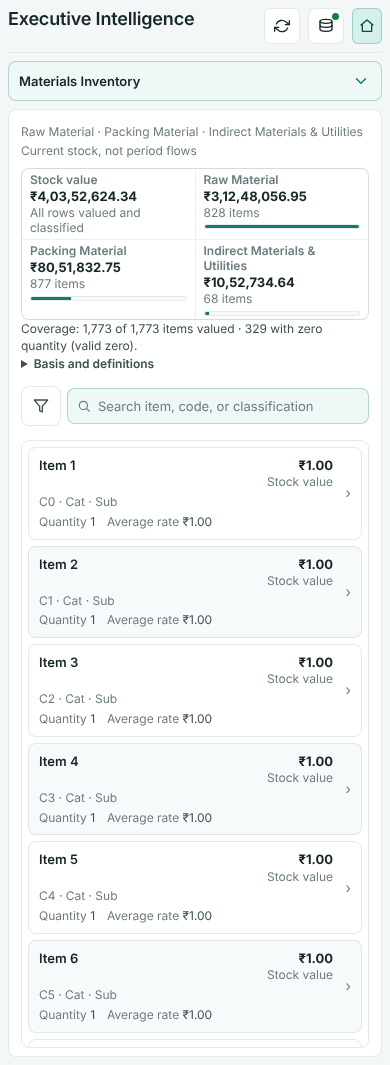 Executive Intelligence
Materials Inventory
Raw Material · Packing Material · Indirect Materials & Utilities
Current stock, not period flows
Stock value
₹4,03,52,624.34
All rows valued and
classified
Raw Material
₹3,12,48,056.95
828 items
Packing Material
₹80,51,832.75
877 items
Indirect Materials &
Utilities
₹10,52,734.64
68 items
Coverage: 1,773 of 1,773 items valued · 329 with zero
quantity (valid zero).
Basis and definitions
Search item, code, or classification
Item 1
₹1.00
Stock value
C0 · Cat · Sub
Quantity 1 Average rate ₹1.00
Item 2
₹1.00
Stock value
C1 · Cat · Sub
Quantity 1 Average rate ₹1.00
Item 3
₹1.00
Stock value
C2 · Cat · Sub
Quantity 1 Average rate ₹1.00
Item 4
₹1.00
Stock value
C3 · Cat · Sub
Quantity 1 Average rate ₹1.00
Item 5
₹1.00
Stock value
C4 · Cat · Sub
Quantity 1 Average rate ₹1.00
Item 6
₹1.00
Stock value
C5 · Cat · Sub
Quantity 1 Average rate ₹1.00